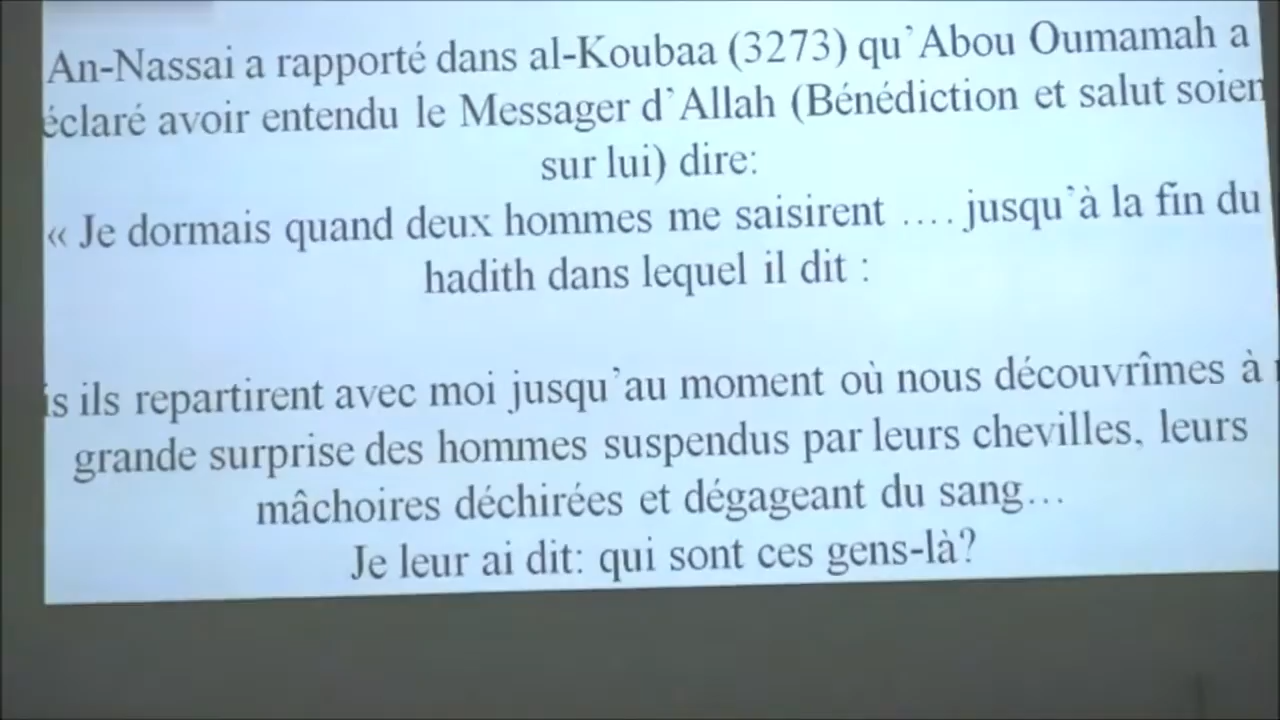 An-Nassai a rapporté dans al-Koubaa (3273) qu'Abou Oumamah a
éclaré avoir entendu le Messager d'Allah (Bénédiction et salut soien
sur lui) dire:
« Je dormais quand deux hommes me saisirent .... jusqu'à la fin du
hadith dans lequel il dit :
is ils repartirent avec moi jusqu'au moment où nous découvrîmes à
grande surprise des hommes suspendus par leurs chevilles, leurs
mâchoires déchirées et dégageant du sang...
Je leur ai dit: qui sont ces gens-là?